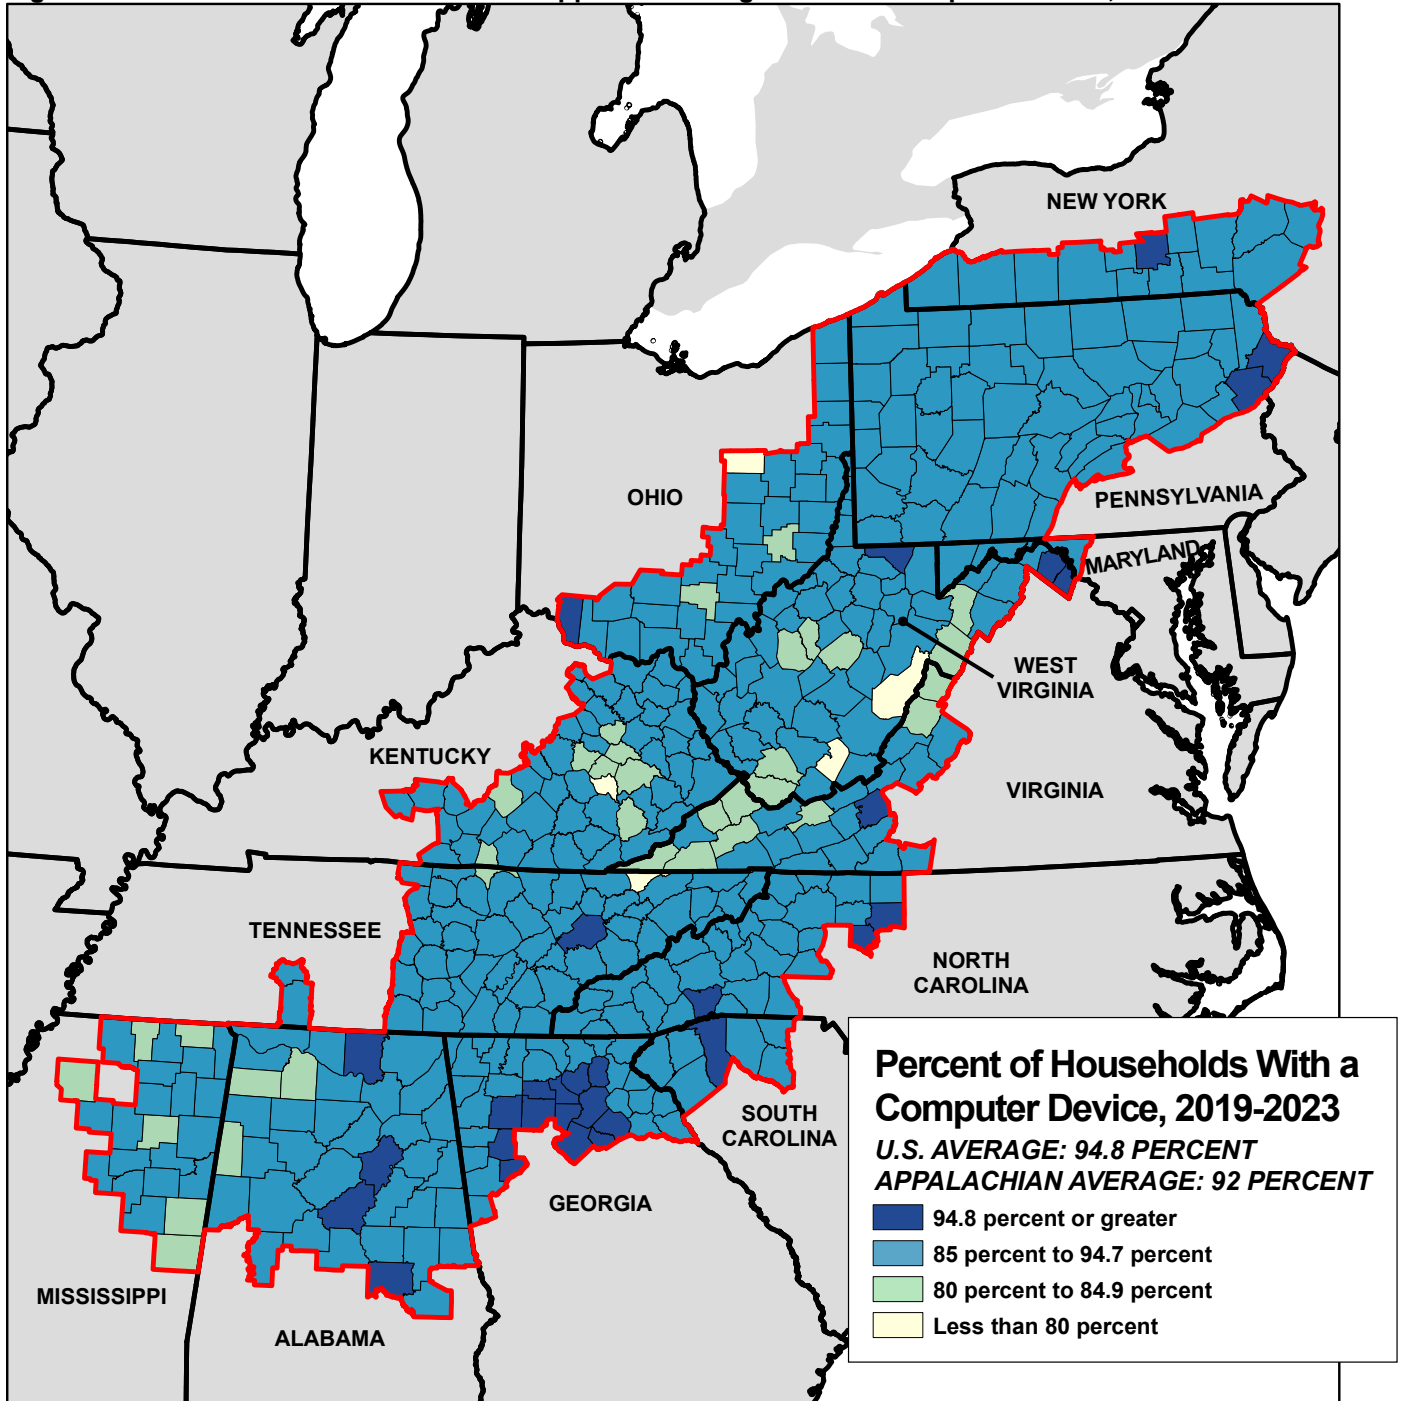 NEW YORK
OHIO
PENNSYLVANIA
MARYLAND
WEST
VIRGINIA
KENTUCKY
VIRGINIA
TENNESSEE
NORTH
CAROLINA
SOUTH
CAROLINA
GEORGIA
MISSISSIPPI
ALABAMA
Percent of Households With a
Computer Device, 2019-2023
U.S. AVERAGE: 94.8 PERCENT
APPALACHIAN AVERAGE: 92 PERCENT
94.8 percent or greater
85 percent to 94.7 percent
80 percent to 84.9 percent
Less than 80 percent